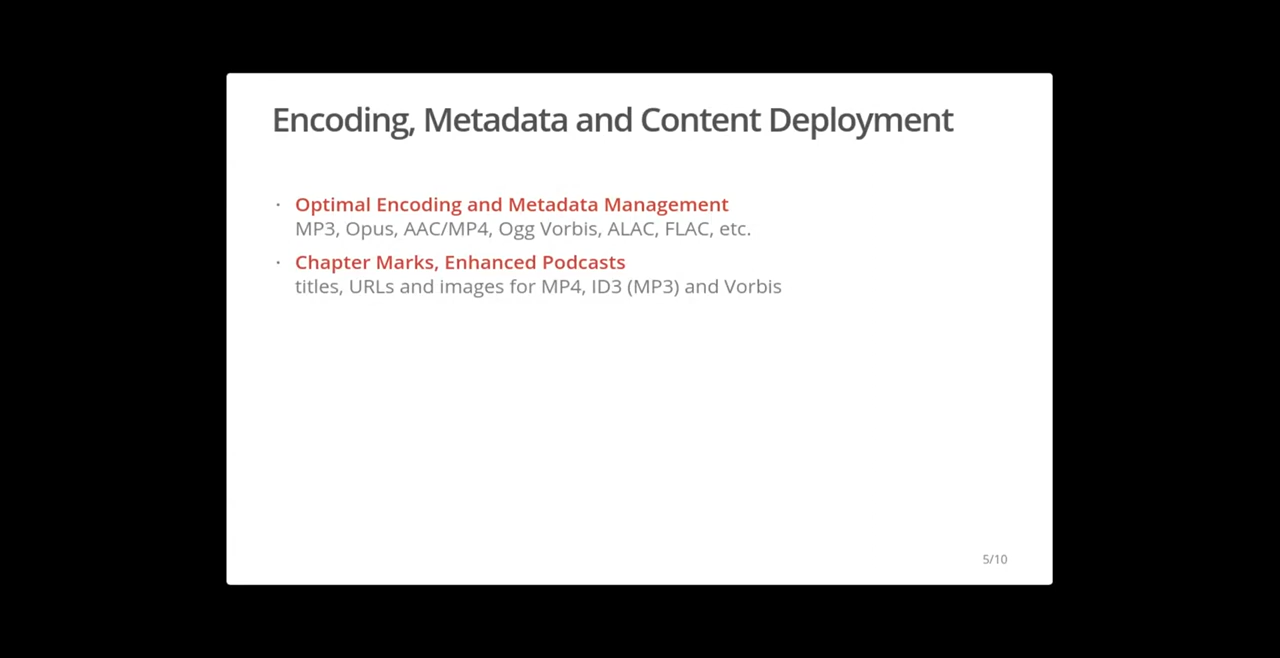 Encoding, Metadata and Content Deployment
· Optimal Encoding and Metadata Management
MP3, Opus, AAC/MP4, Ogg Vorbis, ALAC, FLAC, etc.
· Chapter Marks, Enhanced Podcasts
titles, URLs and images for MP4, ID3 (MP3) and Vorbis
5/10